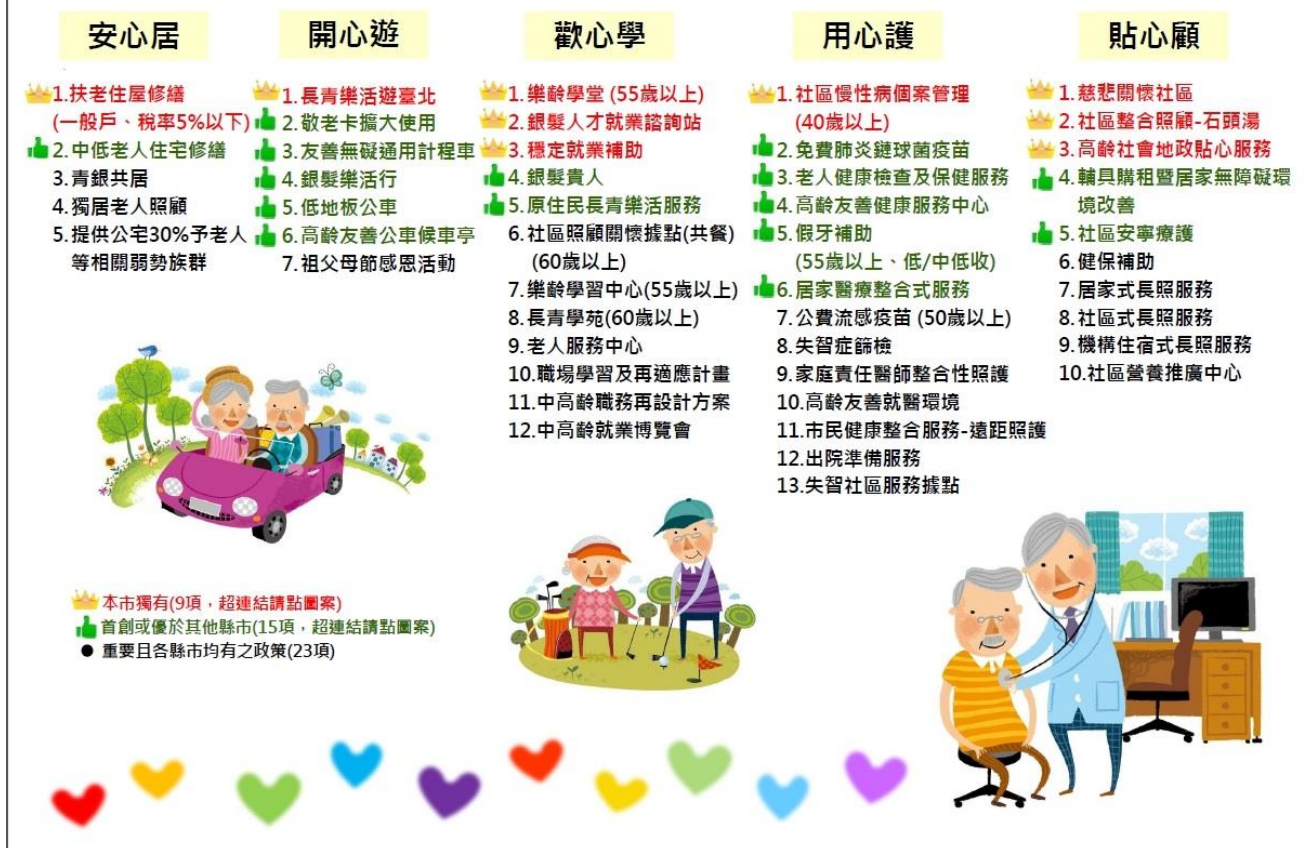 安心居
1.扶老住屋修繕
(一般戶、稅率5%以下)
2.中低老人住宅修繕
3.青銀共居
4.獨居老人照顧
5.提供公宅30%予老人
等相關弱勢族群
開心遊
1.長青樂活遊臺北
2.敬老卡擴大使用
3.友善無礙通用計程車
4.銀髮樂活行
5.低地板公車
6.高齡友善公車候車亭
7.祖父母節感恩活動
歡心學
1.樂齡學堂 (55歲以上)
2.銀髮人才就業諮詢站
3.穩定就業補助
4.銀髮貴人
5.原住民長青樂活服務
6.社區照顧關懷據點(共餐)
(60歲以上)
7.樂齡學習中心(55歲以上)
8.長青學苑(60歲以上)
9.老人服務中心
10.職場學習及再適應計畫
11.中高齡職務再設計方案
12.中高齡就業博覽會
用心護
1.社區慢性病個案管理
(40歲以上)
2.免費肺炎鏈球菌疫苗
3.老人健康檢查及保健服務
4.高齡友善健康服務中心
5.假牙補助
(55歲以上、低/中低收)
6.居家醫療整合式服務
7.公費流感疫苗 (50歲以上)
8.失智症篩檢
9.家庭責任醫師整合性照護
10.高齡友善就醫環境
11.市民健康整合服務-遠距照護
12.出院準備服務
13.失智社區服務據點
貼心顧
1.慈悲關懷社區
2.社區整合照顧-石頭湯
3.高齡社會地政貼心服務
4.輔具購租暨居家無障礙環
境改善
5.社區安寧療護
6.健保補助
7.居家式長照服務
8.社區式長照服務
9.機構住宿式長照服務
10.社區營養推廣中心
本市獨有(9項，超連結請點圖案)
首創或優於其他縣市(15項，超連結請點圖案)
● 重要且各縣市均有之政策(23項)